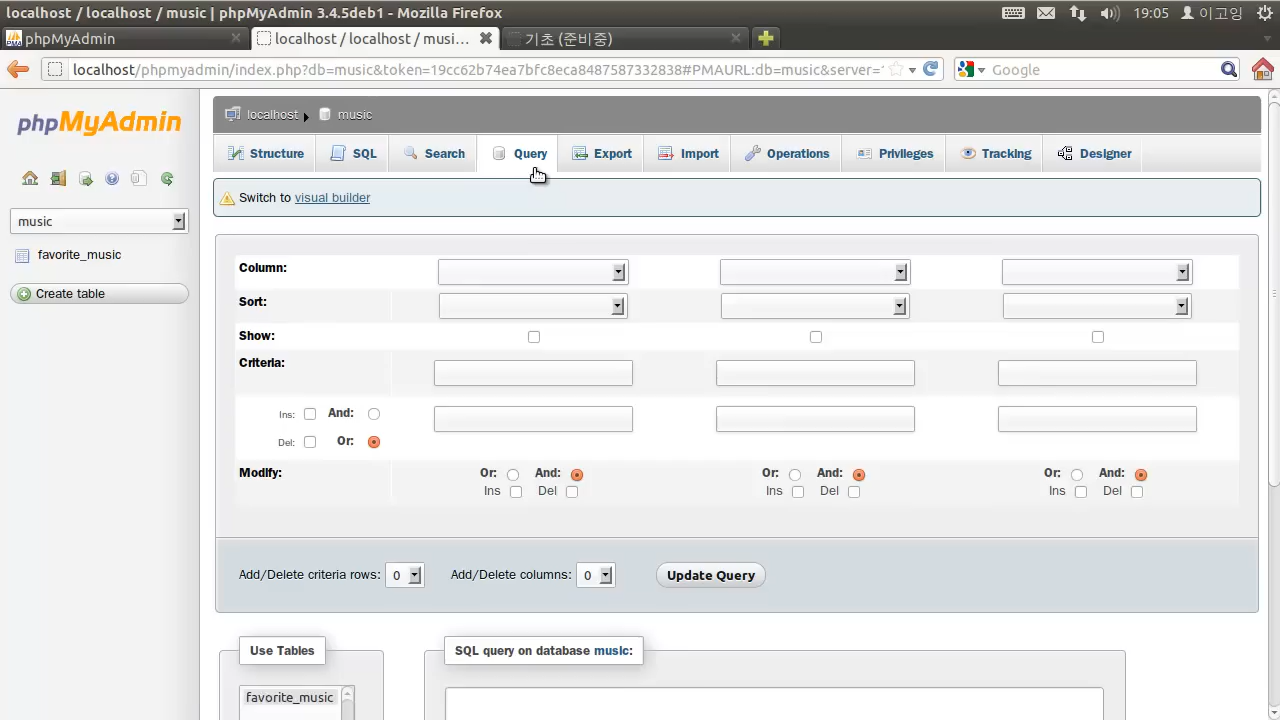 localhost / localhost / music | phpMyAdmin 3.4.5deb1 - Mozilla Firefox
19:05 이고잉
phpMyAdmin
localhost / localhost / musi...
기초 (준비중)
localhost/phpmyadmin/index.php?db=music&token=19cc62b74ea7bfc8eca8487587332838#PMAURL:db=music&server=
Google
phpMyAdmin
music
favorite_music
Create table
localhost music
Structure SQL Search Query Export Import Operations Privileges Tracking Designer
Switch to visual builder
Column:
Sort:
Show:
Criteria:
Ins: And:
Del: Or:
Modify: Or: And: Or: And: Or: And:
Ins Del Ins Del Ins Del
Add/Delete criteria rows: 0 Add/Delete columns: 0 Update Query
Use Tables
SQL query on database music:
favorite_music